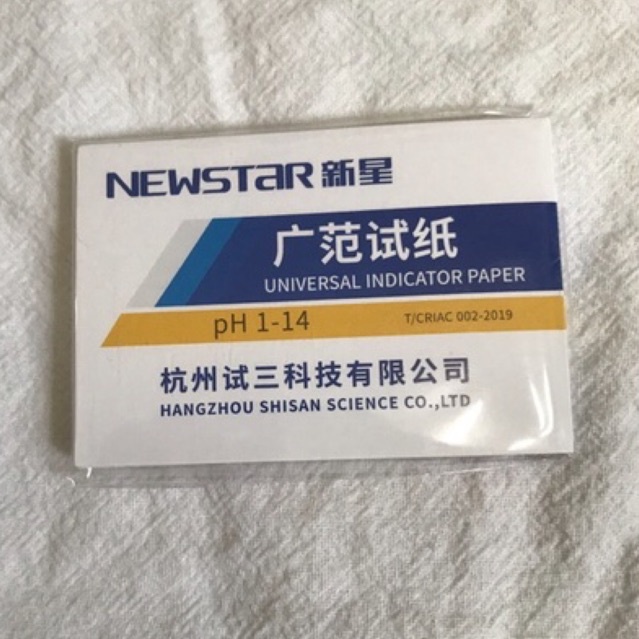 NEWSTAR 新星
广范试纸
UNIVERSAL INDICATOR PAPER
pH 1-14
T/CRIAC 002-2019
杭州试三科技有限公司
HANGZHOU SHISAN SCIENCE CO.,LTD